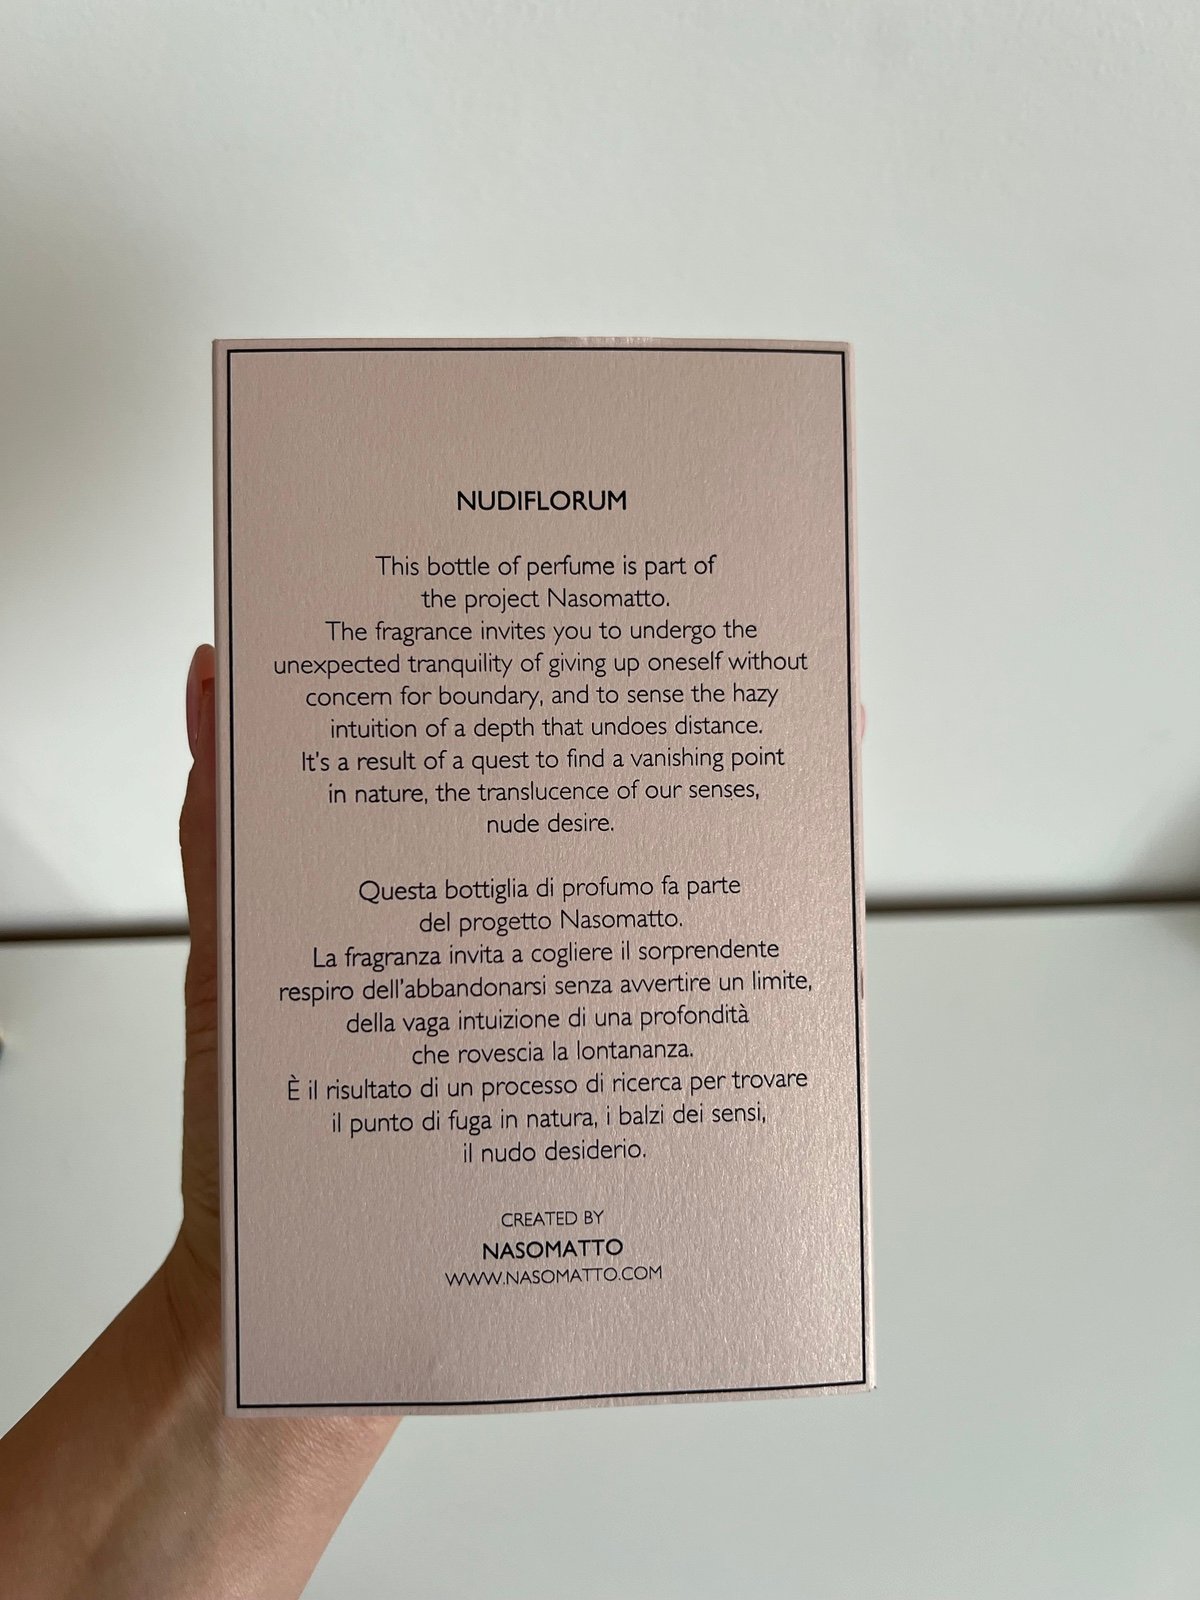 NUDIFLORUM
This bottle of perfume is part of
the project Nasomatto.
The fragrance invites you to undergo the
unexpected tranquility of giving up oneself without
concern for boundary, and to sense the hazy
intuition of a depth that undoes distance.
It's a result of a quest to find a vanishing point
in nature, the translucence of our senses,
nude desire.
Questa bottiglia di profumo fa parte
del progetto Nasomatto.
La fragranza invita a cogliere il sorprendente
respiro dell'abbandonarsi senza avvertire un limite,
della vaga intuizione di una profondità
che rovescia la lontananza.
È il risultato di un processo di ricerca per trovare
il punto di fuga in natura, i balzi dei sensi,
il nudo desiderio.
CREATED BY
NASOMATTO
WWW.NASOMATTO.COM